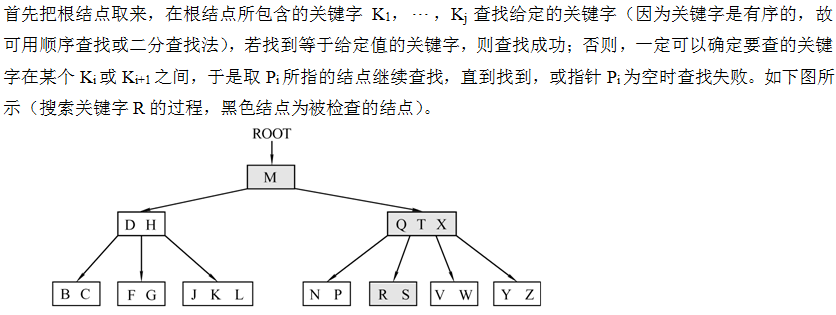 首先把根结点取来，在根结点所包含的关键字 K1，…，Kj 查找给定的关键字（因为关键字是有序的，故
可用顺序查找或二分查找法），若找到等于给定值的关键字，则查找成功；否则，一定可以确定要查的关键
字在某个 Ki 或 Ki+1 之间，于是取 Pi 所指的结点继续查找，直到找到，或指针 Pi 为空时查找失败。如下图所
示（搜索关键字 R 的过程，黑色结点为被检查的结点）。
ROOT
M
D H
Q T X
B C
F G
J K L
N P
R S
V W
Y Z